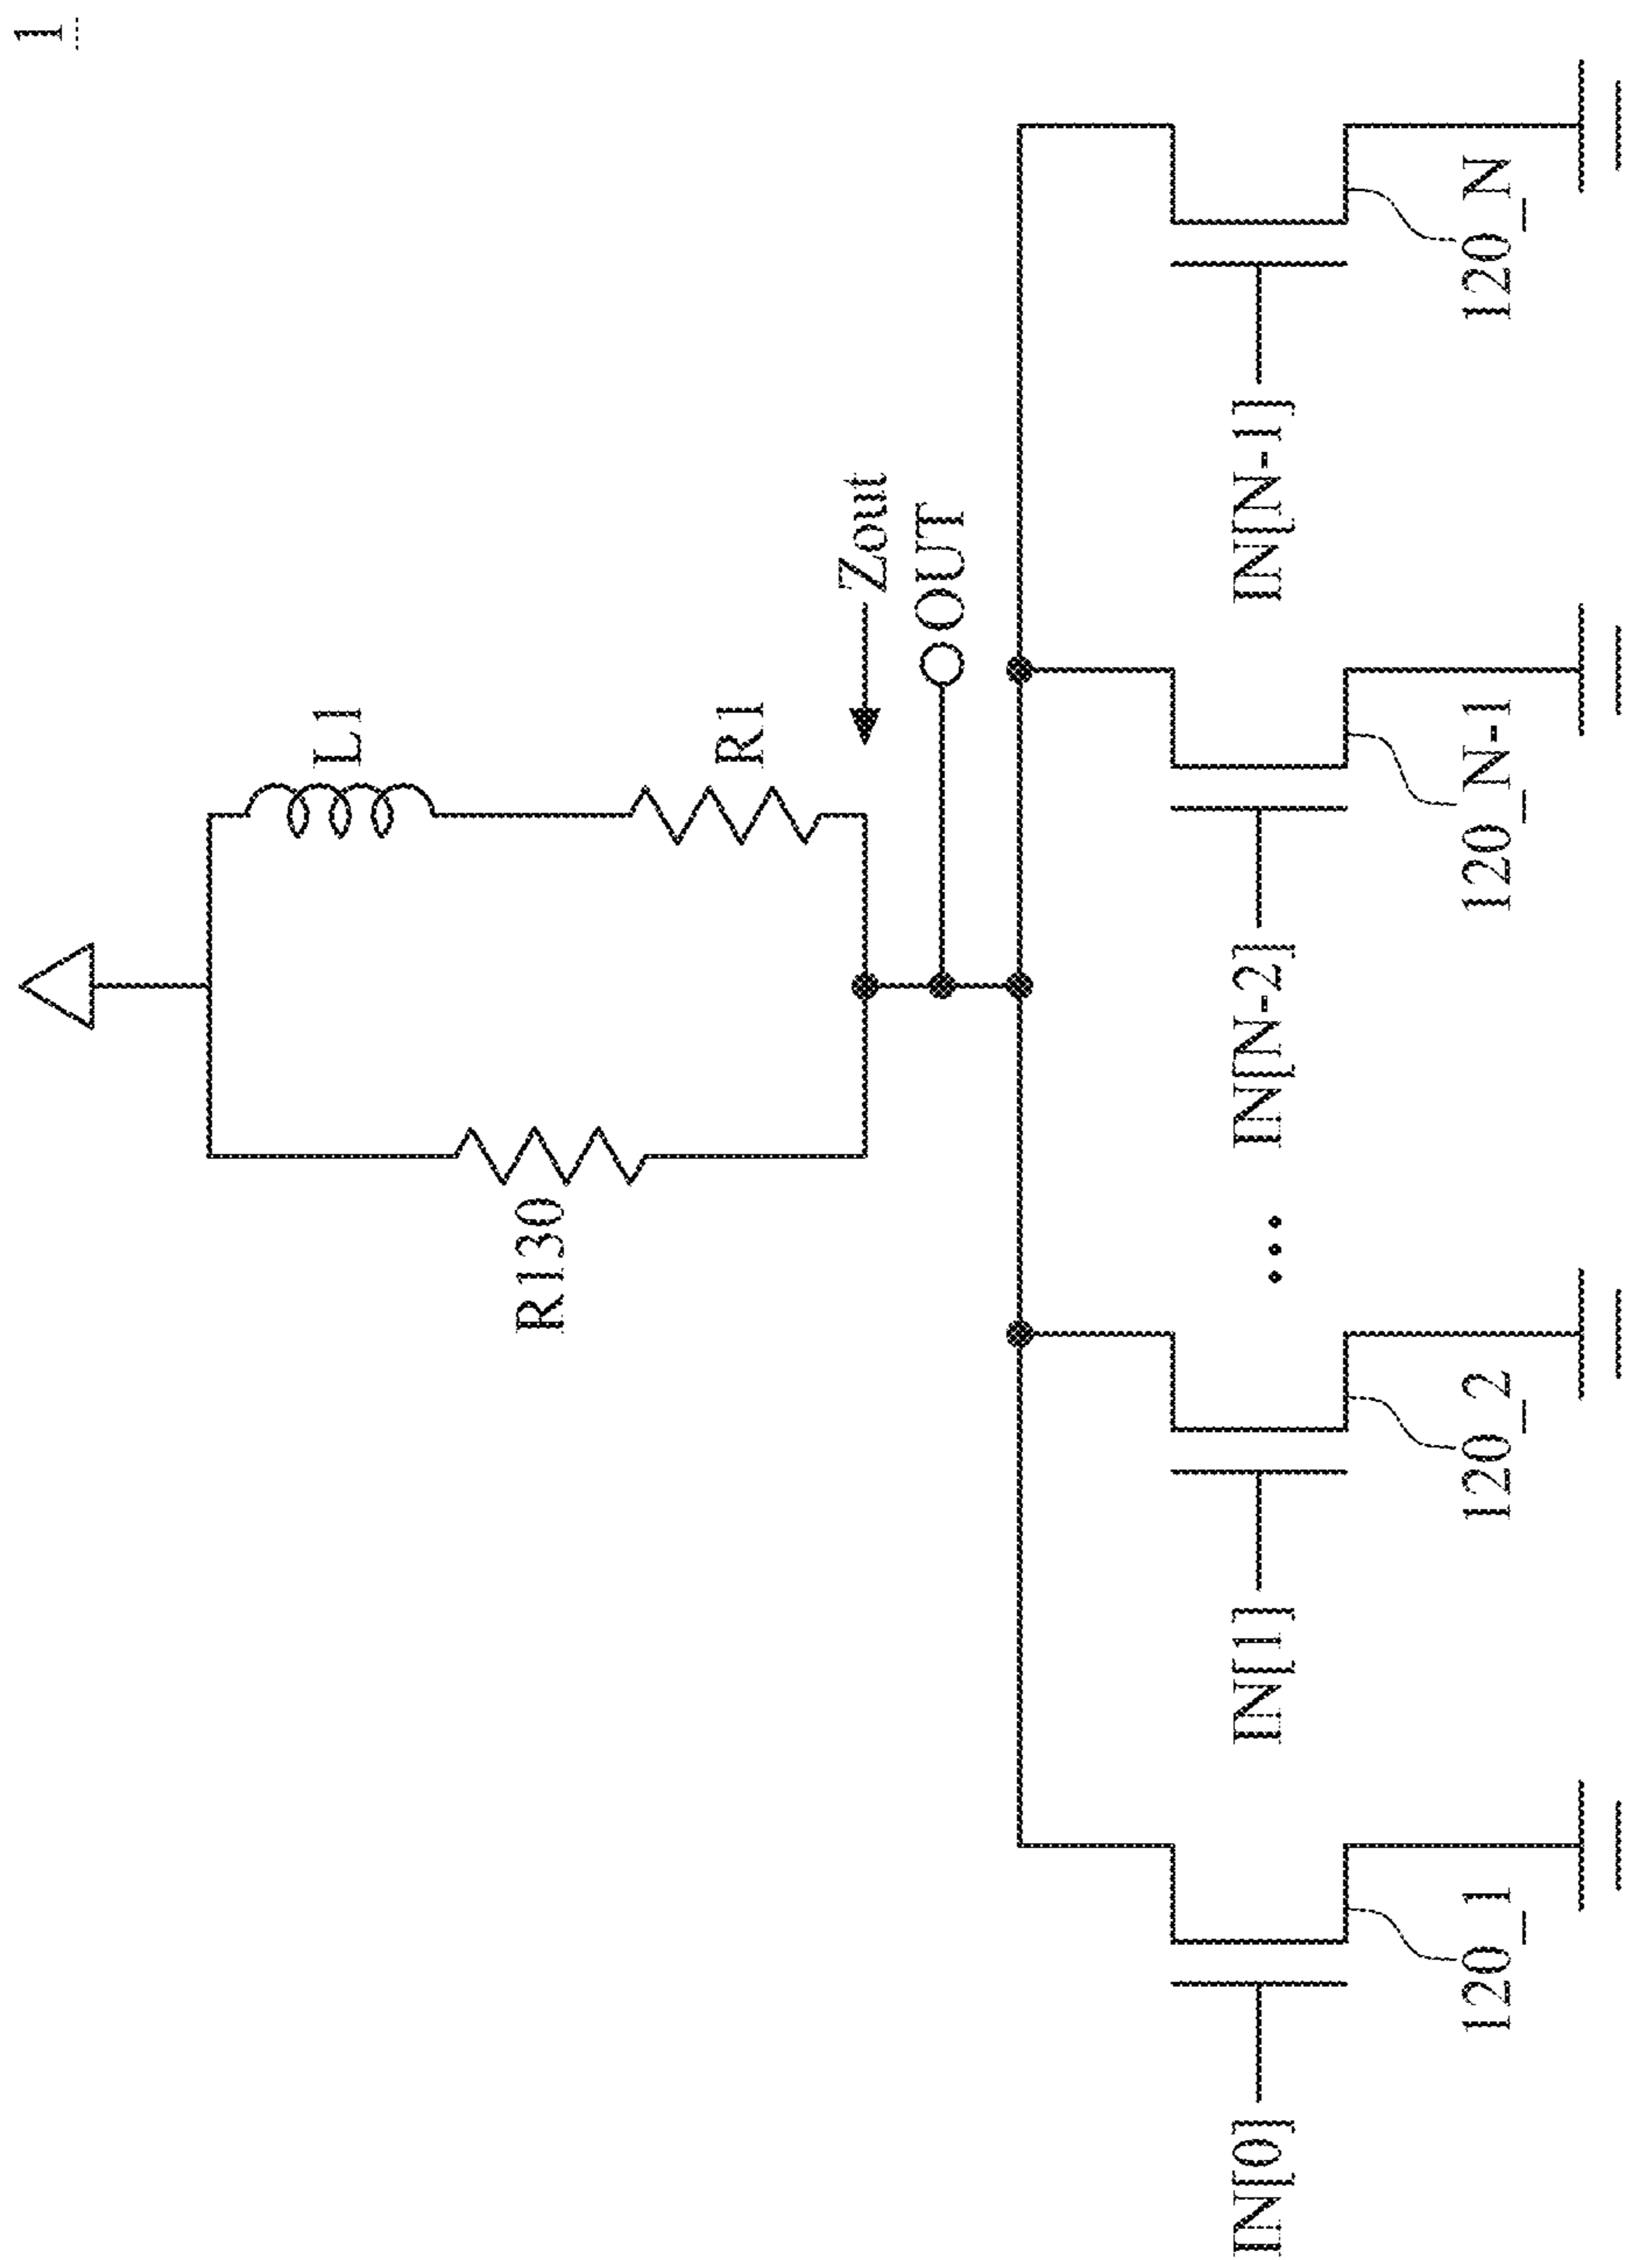 1
L1
R130
R1
Zout
OUT
IN[0]
IN[1]
...
IN[N-2]
IN[N-1]
120_1
120_2
120_N-1
120_N